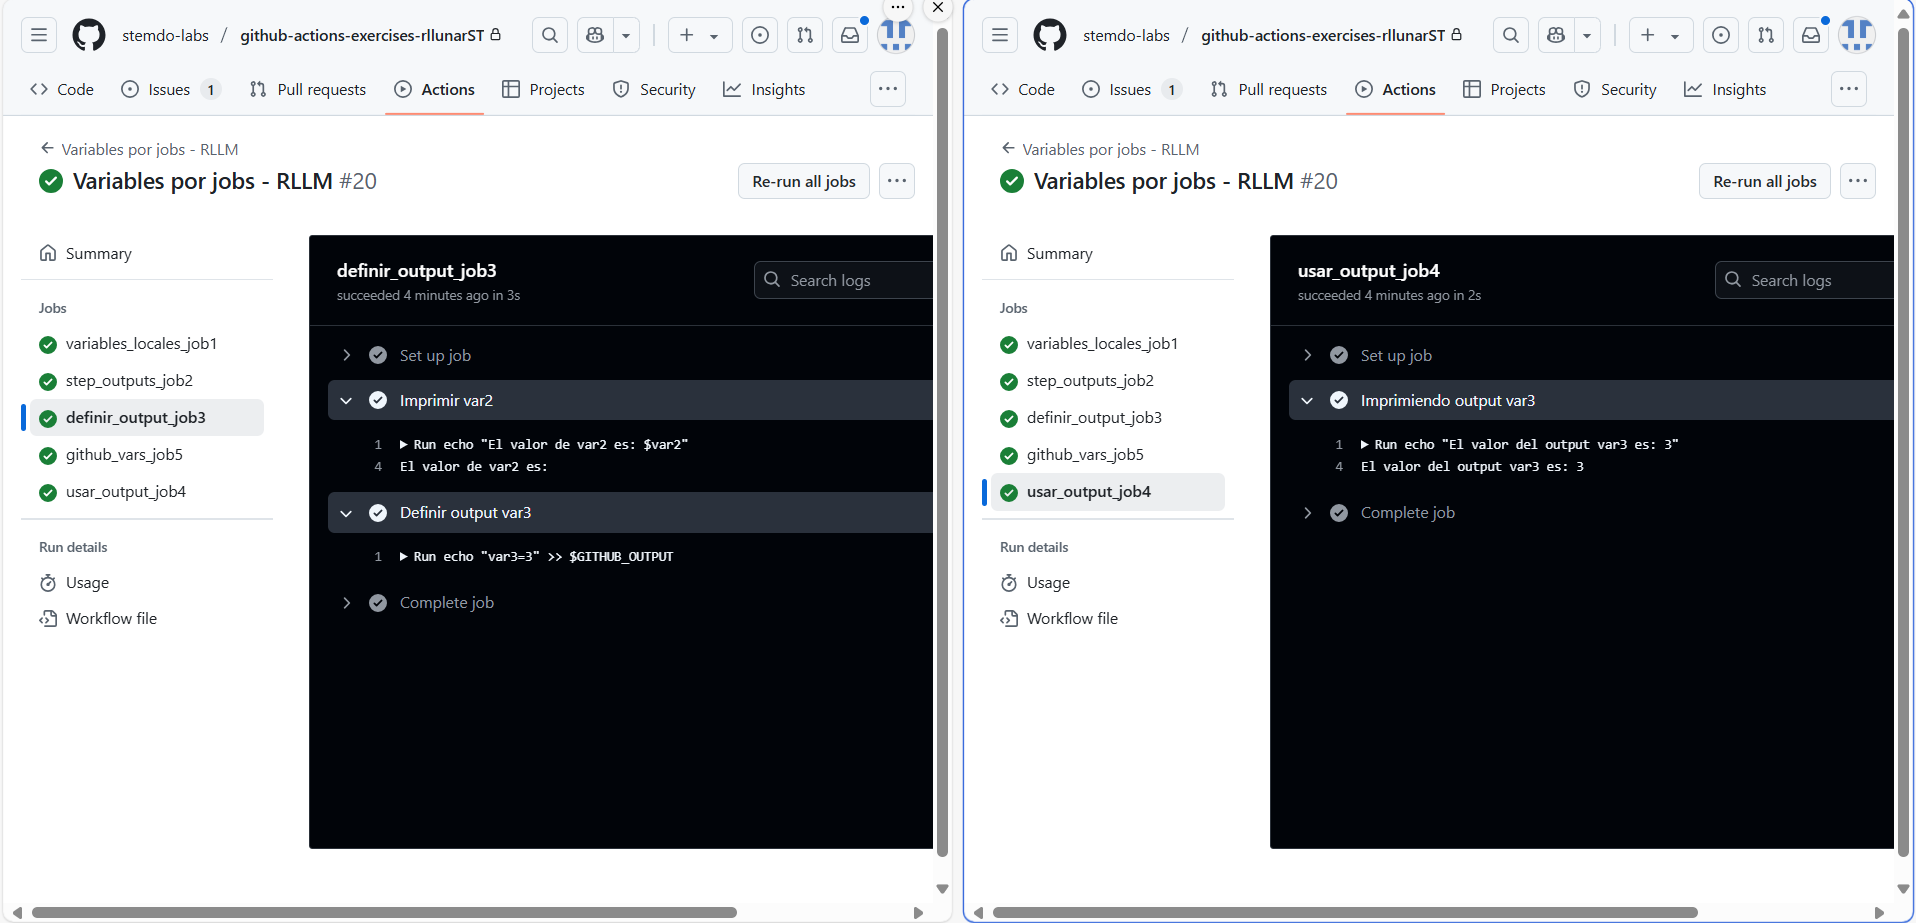 stemdo-labs / github-actions-exercises-rllunarST
Code Issues 1 Pull requests Actions Projects Security Insights
Variables por jobs - RLLM
Variables por jobs - RLLM #20
Re-run all jobs
Summary
Jobs
variables_locales_job1
step_outputs_job2
definir_output_job3
github_vars_job5
usar_output_job4
Run details
Usage
Workflow file
definir_output_job3
succeeded 4 minutes ago in 3s
Search logs
Set up job
Imprimir var2
1 Run echo "El valor de var2 es: $var2"
4 El valor de var2 es:
Definir output var3
1 Run echo "var3=3" >> $GITHUB_OUTPUT
Complete job
stemdo-labs / github-actions-exercises-rllunarST
Code Issues 1 Pull requests Actions Projects Security Insights
Variables por jobs - RLLM
Variables por jobs - RLLM #20
Re-run all jobs
Summary
Jobs
variables_locales_job1
step_outputs_job2
definir_output_job3
github_vars_job5
usar_output_job4
Run details
Usage
Workflow file
usar_output_job4
succeeded 4 minutes ago in 2s
Search logs
Set up job
Imprimiendo output var3
1 Run echo "El valor del output var3 es: 3"
4 El valor del output var3 es: 3
Complete job